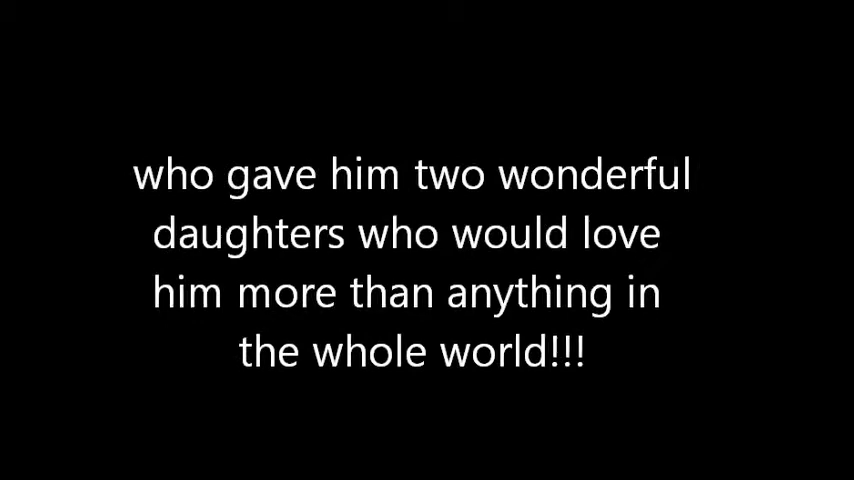 who gave him two wonderful
daughters who would love
him more than anything in
the whole world!!!